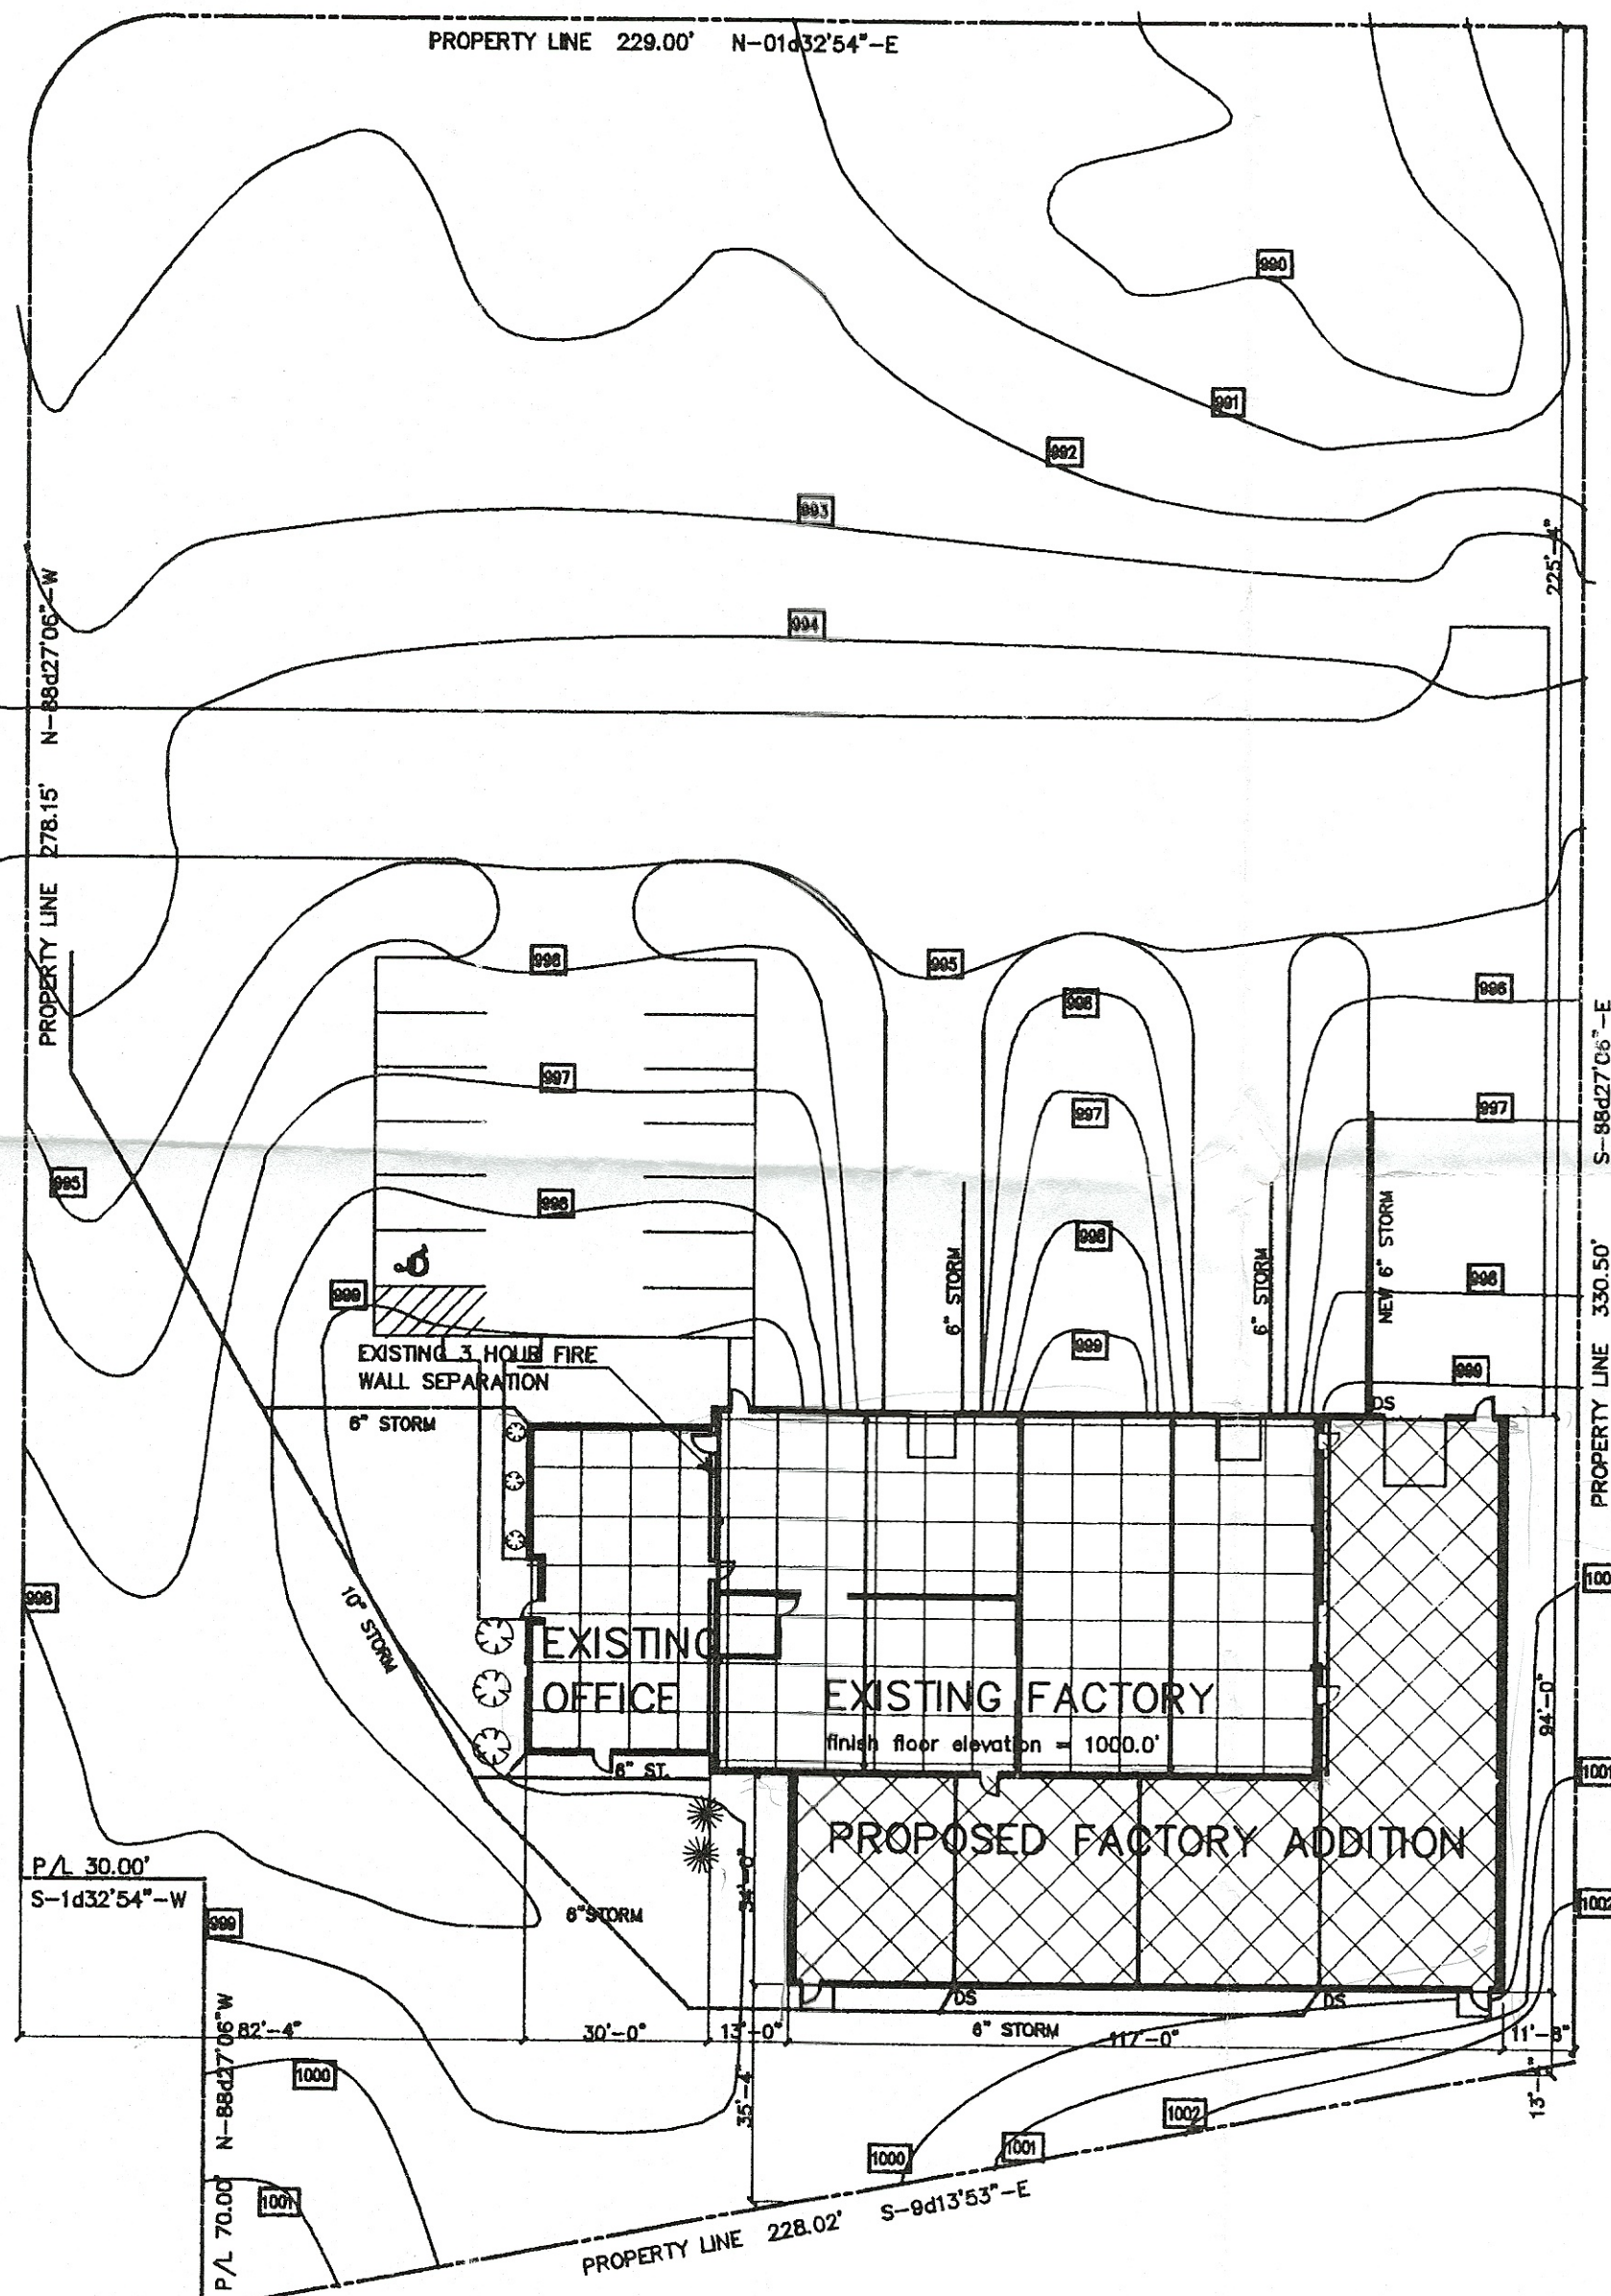 PROPERTY LINE 229.00' N-01d32'54"-E
990
991
992
993
225'-4"
994
PROPERTY LINE 278.15' N-88d27'06"-W
996
995
996
996
997
997
997
995
998
998
998
999
999
999
6" STORM
6" STORM
NEW 6" STORM
S-88d27'06"-E
PROPERTY LINE 330.50'
EXISTING 3 HOUR FIRE
WALL SEPARATION
6" STORM
DS
998
10" STORM
EXISTING
OFFICE
6" ST.
EXISTING FACTORY
finish floor elevation = 1000.0'
94'-0"
1001
PROPOSED FACTORY ADDITION
1002
P/L 30.00'
S-1d32'54"-W
999
6"STORM
DS
DS
6" STORM
82'-4"
30'-0"
13'-0"
117'-0"
11'-8"
35'-4"
1000
P/L 70.00' N-88d27'06"W
1001
1000
1001
1002
PROPERTY LINE 228.02' S-9d13'53"-E